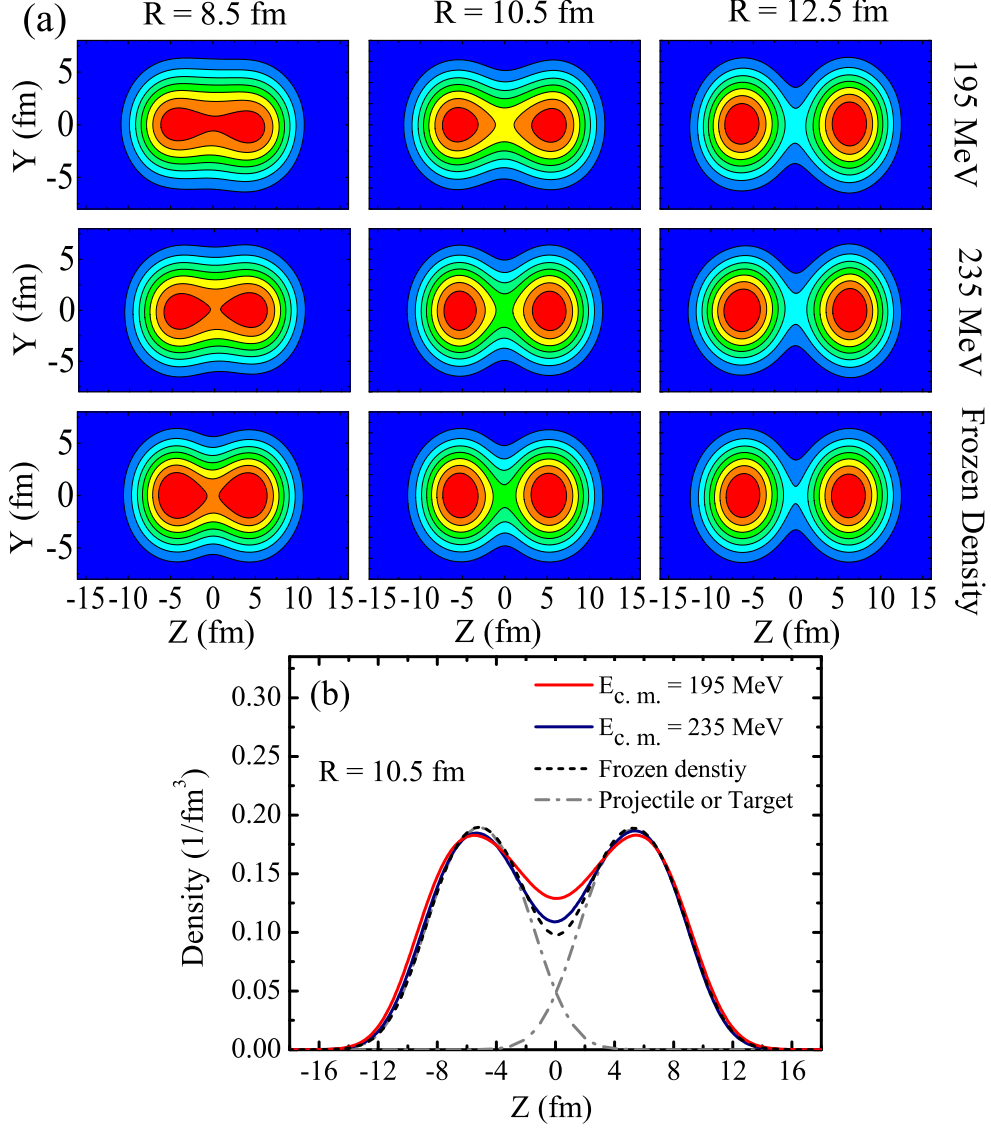 (a)
R = 8.5 fm R = 10.5 fm R = 12.5 fm
Y (fm) 5 0 -5 195 MeV
Y (fm) 5 0 -5 235 MeV
Y (fm) 5 0 -5 Frozen Density
-15 -10 -5 0 5 10 15 -15 -10 -5 0 5 10 15 -15 -10 -5 0 5 10 15
Z (fm) Z (fm) Z (fm)
(b)
E c. m. = 195 MeV
E c. m. = 235 MeV
R = 10.5 fm
Frozen denstiy
Projectile or Target
Density (1/fm³)
0.30
0.25
0.20
0.15
0.10
0.05
0.00
-16 -12 -8 -4 0 4 8 12 16
Z (fm)